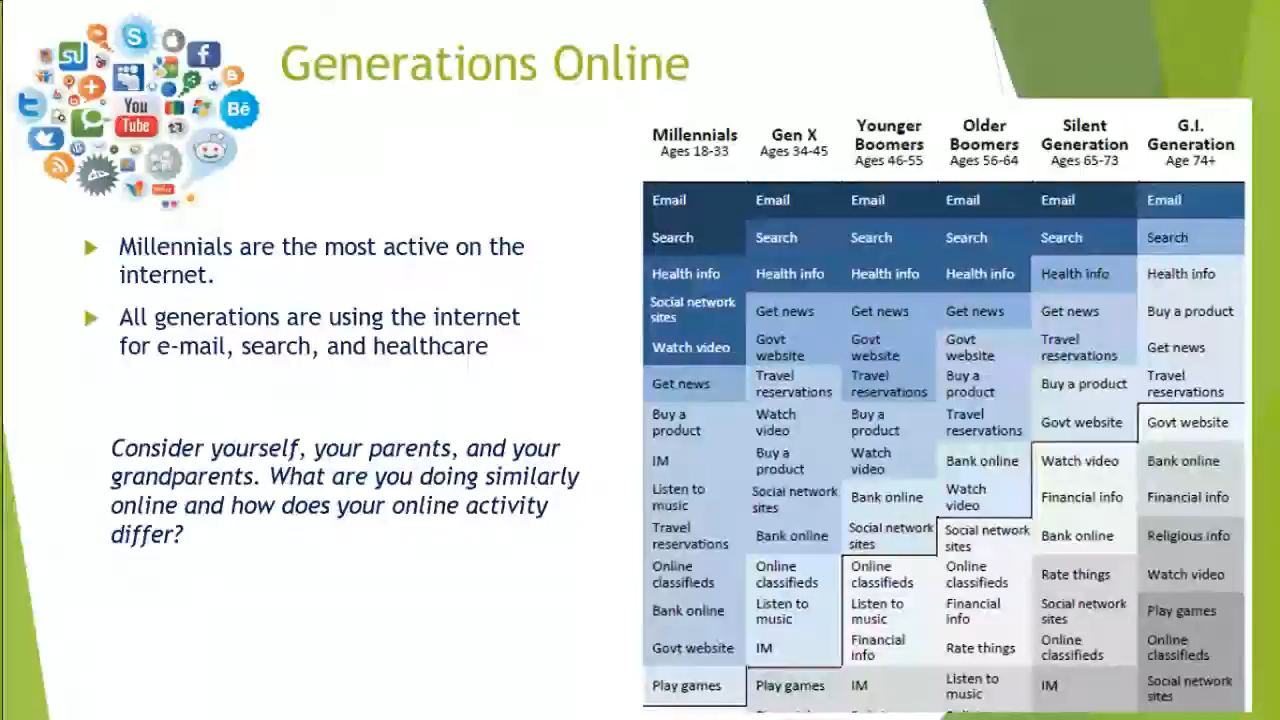 Generations Online
You
Tube
Bē
Millennials are the most active on the
internet.
All generations are using the internet
for e-mail, search, and healthcare
Consider yourself, your parents, and your
grandparents. What are you doing similarly
online and how does your online activity
differ?
Millennials
Ages 18-33
Gen X
Ages 34-45
Younger
Boomers
Ages 46-55
Older
Boomers
Ages 56-64
Silent
Generation
Ages 65-73
G.I.
Generation
Age 74+
Email
Search
Health info
Social network
sites
Watch video
Get news
Buy a
product
IM
Listen to
music
Travel
reservations
Online
classifieds
Bank online
Govt website
Play games
Email
Search
Health info
Get news
Govt
website
Travel
reservations
Watch
video
Buy a
product
Social network
sites
Bank online
Online
classifieds
Listen to
music
IM
Play games
Email
Search
Health info
Get news
Govt
website
Travel
reservations
Buy a
product
Watch
video
Bank online
Social network
sites
Online
classifieds
Listen to
music
Financial
info
IM
Email
Search
Health info
Get news
Govt
website
Buy a
product
Travel
reservations
Bank online
Watch
video
Social network
sites
Online
classifieds
Financial
info
Rate things
Listen to
music
Email
Search
Health info
Get news
Travel
reservations
Buy a product
Govt website
Watch video
Financial info
Bank online
Rate things
Social network
sites
Online
classifieds
IM
Email
Search
Health info
Buy a product
Get news
Travel
reservations
Govt website
Bank online
Financial info
Religious info
Watch video
Play games
Online
classifieds
Social network
sites